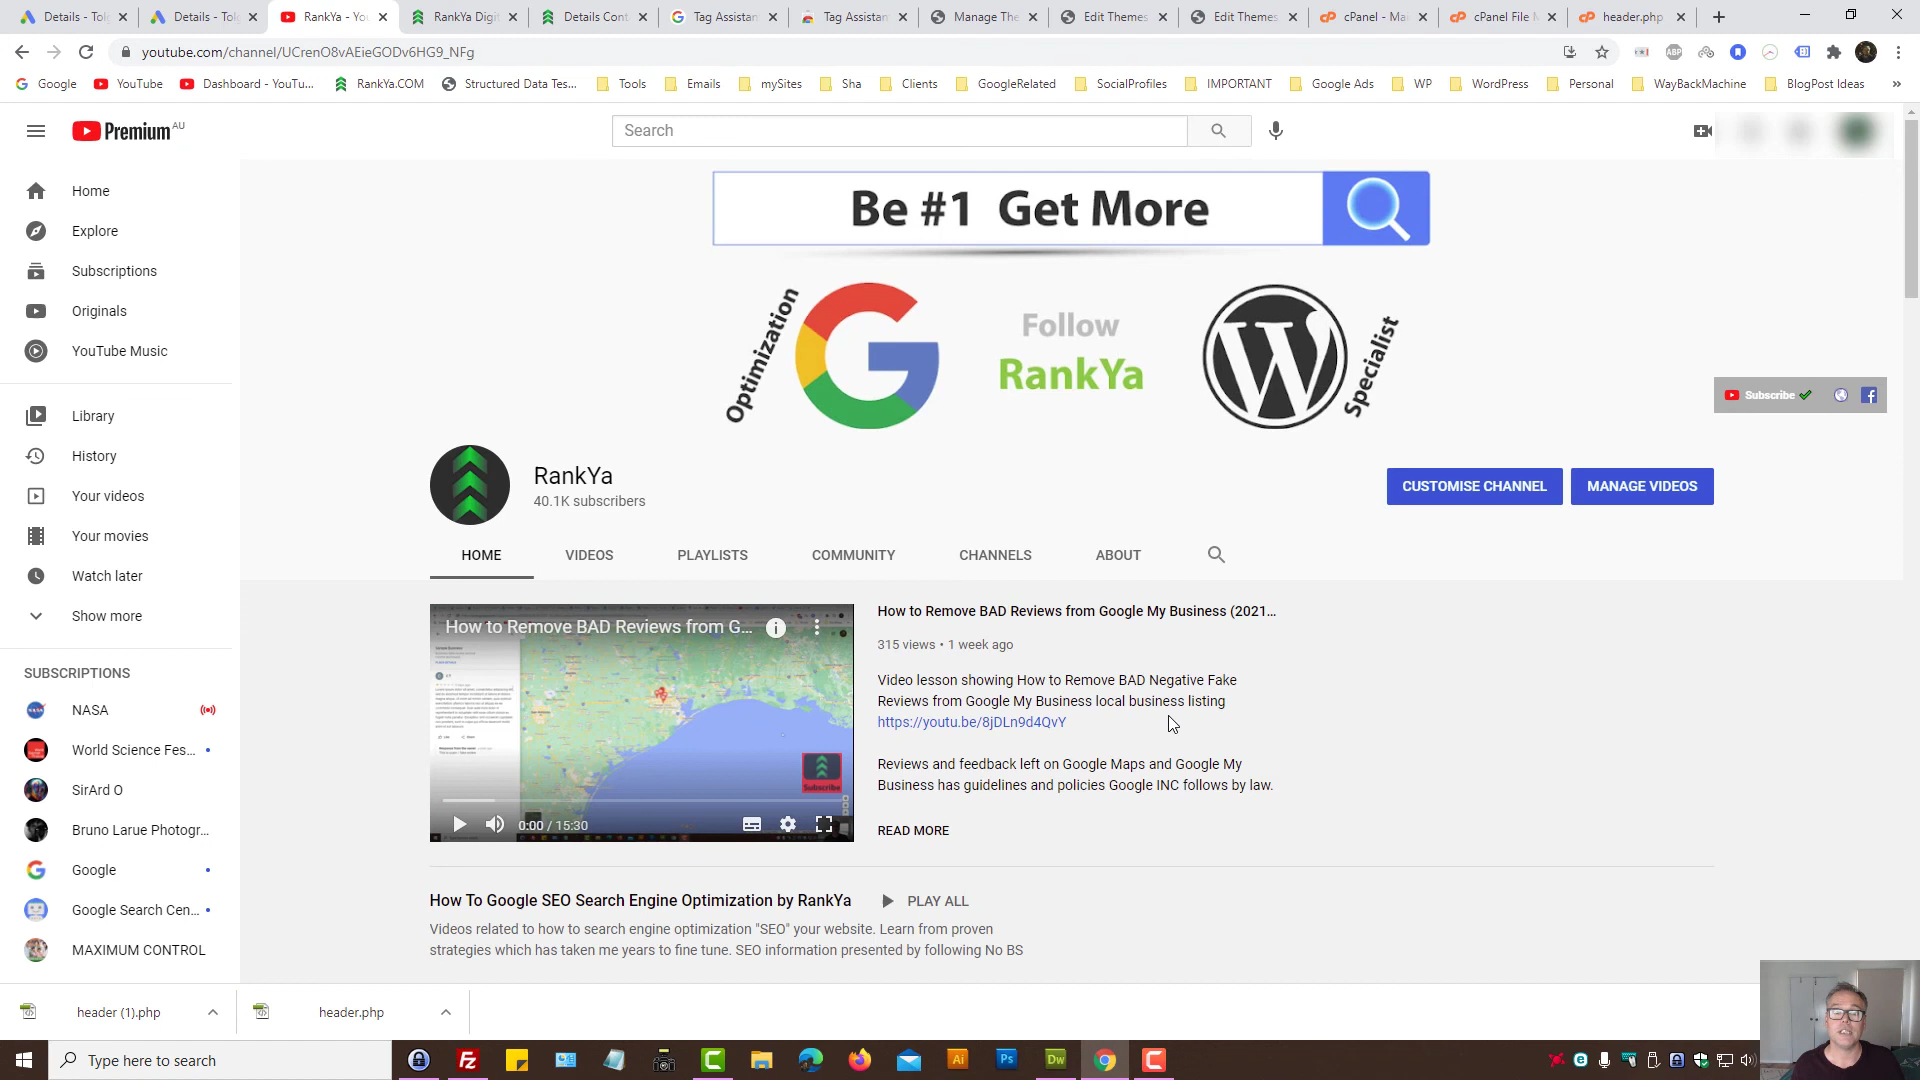 Details - Tolg
Details - Tolg
RankYa - You
RankYa Digit
Details Cont
Tag Assistan
Tag Assistan
Manage The
Edit Themes
Edit Themes
cPanel - Mai
cPanel File M
header.php
youtube.com/channel/UCrenO8vAEieGODv6HG9_NFg
Google
YouTube
Dashboard - YouTu...
RankYa.COM
Structured Data Tes...
Tools
Emails
mySites
Sha
Clients
GoogleRelated
SocialProfiles
IMPORTANT
Google Ads
WP
WordPress
Personal
WayBackMachine
BlogPost Ideas
Premium AU
Search
Home
Explore
Subscriptions
Originals
YouTube Music
Library
History
Your videos
Your movies
Watch later
Show more
SUBSCRIPTIONS
NASA
World Science Fes...
SirArd O
Bruno Larue Photogr...
Google
Google Search Cen...
MAXIMUM CONTROL
Be #1 Get More
Optimization
Follow
RankYa
Specialist
Subscribe
RankYa
40.1K subscribers
CUSTOMISE CHANNEL
MANAGE VIDEOS
HOME
VIDEOS
PLAYLISTS
COMMUNITY
CHANNELS
ABOUT
How to Remove BAD Reviews from G...
Subscribe
0:00 / 15:30
How to Remove BAD Reviews from Google My Business (2021...
315 views • 1 week ago
Video lesson showing How to Remove BAD Negative Fake
Reviews from Google My Business local business listing
https://youtu.be/8jDLn9d4QvY
Reviews and feedback left on Google Maps and Google My
Business has guidelines and policies Google INC follows by law.
READ MORE
How To Google SEO Search Engine Optimization by RankYa
PLAY ALL
Videos related to how to search engine optimization "SEO" your website. Learn from proven
strategies which has taken me years to fine tune. SEO information presented by following No BS
header (1).php
header.php
Type here to search